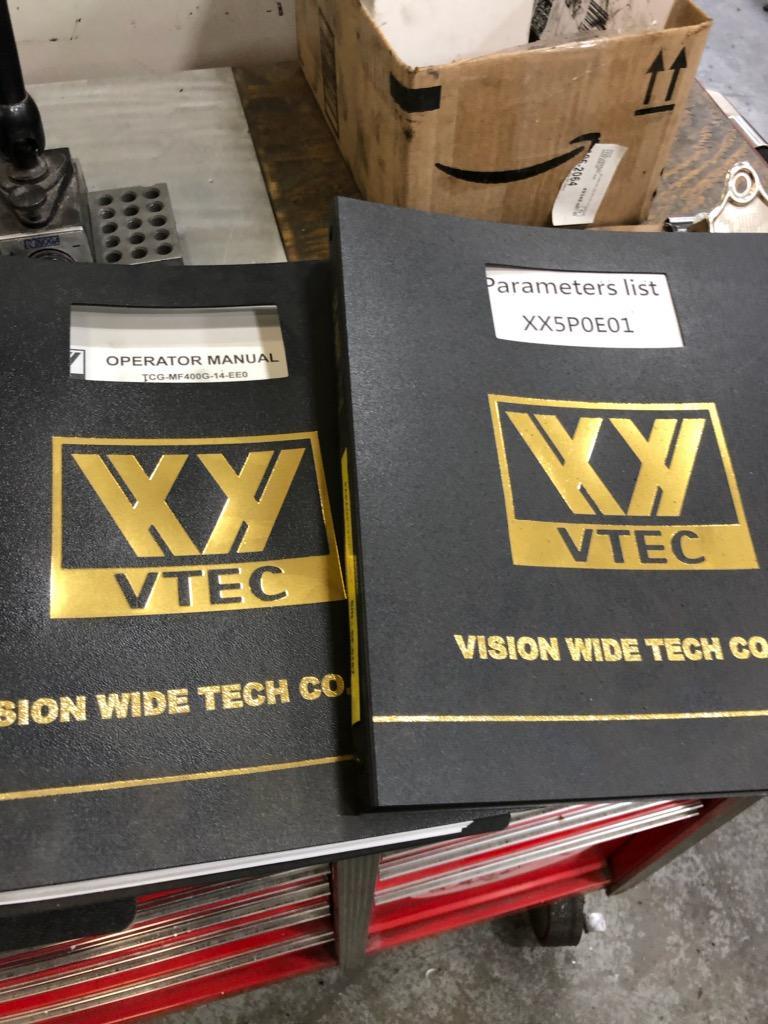 OPERATOR MANUAL
TCG-MF400G-14-EE0
VTEC
SION WIDE TECH CO.
Parameters list
XX5P0E01
VTEC
VISION WIDE TECH CO